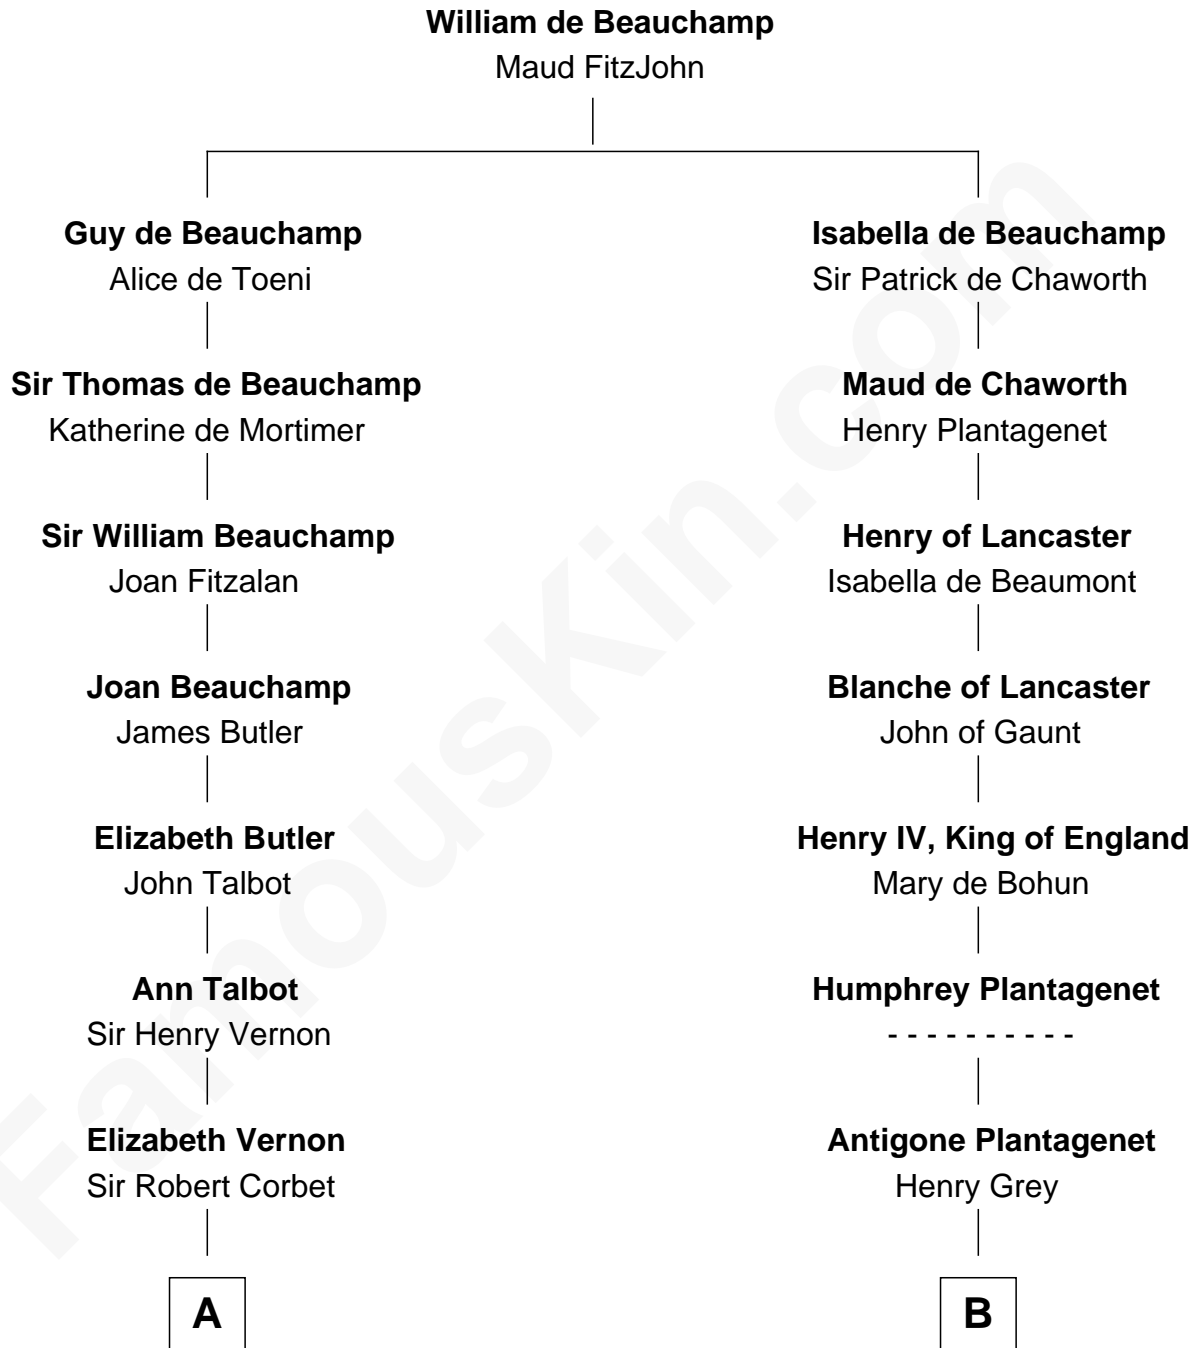 William de Beauchamp
Maud FitzJohn
Guy de Beauchamp
Alice de Toeni
Isabella de Beauchamp
Sir Patrick de Chaworth
Sir Thomas de Beauchamp
Katherine de Mortimer
Maud de Chaworth
Henry Plantagenet
Sir William Beauchamp
Joan Fitzalan
Henry of Lancaster
Isabella de Beaumont
Joan Beauchamp
James Butler
Blanche of Lancaster
John of Gaunt
Elizabeth Butler
John Talbot
Henry IV, King of England
Mary de Bohun
Ann Talbot
Sir Henry Vernon
Humphrey Plantagenet
- - - - - - - - - -
Elizabeth Vernon
Sir Robert Corbet
Antigone Plantagenet
Henry Grey
A
B
FamousKin.com